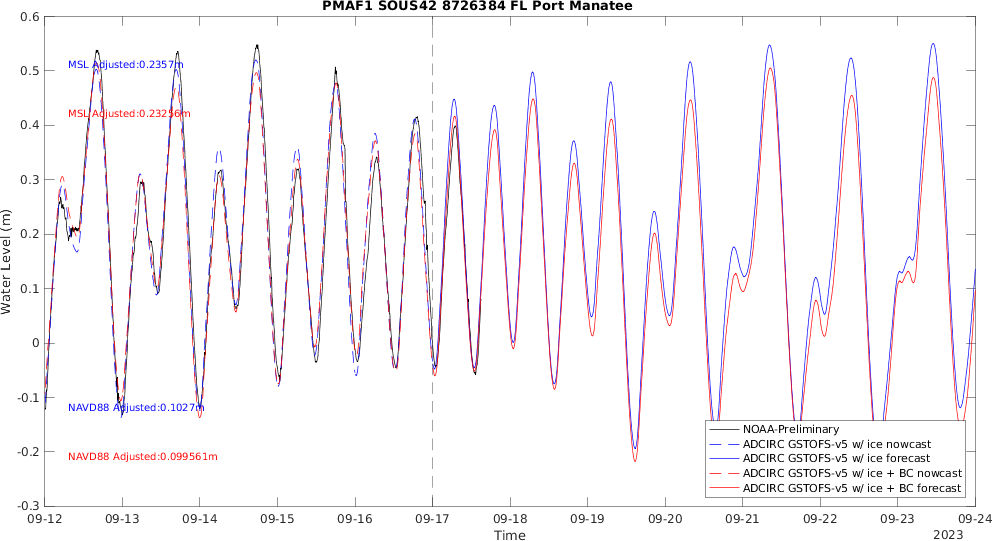 PMAF1 SOUS42 8726384 FL Port Manatee
Water Level (m)
0.6
0.5
0.4
0.3
0.2
0.1
0
-0.1
-0.2
-0.3
MSL Adjusted:0.2357m
MSL Adjusted:0.23256m
NAVD88 Adjusted:0.1027m
NAVD88 Adjusted:0.099561m
NOAA-Preliminary
ADCIRC GSTOFS-v5 w/ ice nowcast
ADCIRC GSTOFS-v5 w/ ice forecast
ADCIRC GSTOFS-v5 w/ ice + BC nowcast
ADCIRC GSTOFS-v5 w/ ice + BC forecast
09-12 09-13 09-14 09-15 09-16 09-17 09-18 09-19 09-20 09-21 09-22 09-23 09-24
Time
2023